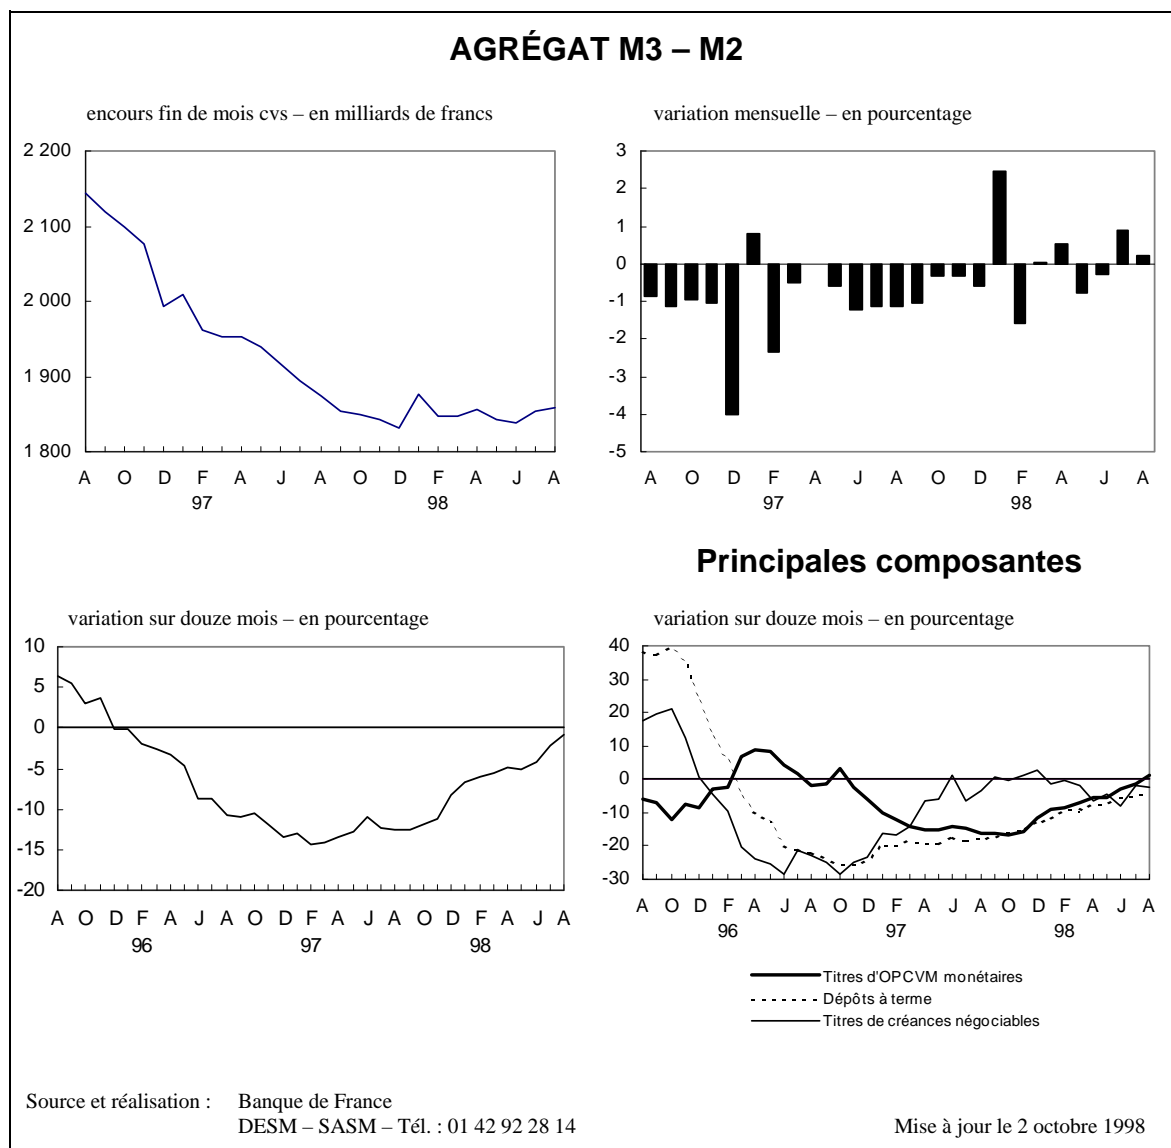 AGRÉGAT M3 – M2
encours fin de mois cvs – en milliards de francs
2 200
2 100
2 000
1 900
1 800
A O D F A J A O D F A J A
97 98
variation mensuelle – en pourcentage
3
2
1
0
-1
-2
-3
-4
-5
A O D F A J A O D F A J A
97 98
variation sur douze mois – en pourcentage
10
5
0
-5
-10
-15
-20
A O D F A J A O D F A J A O D F A J A
96 97 98
Principales composantes
variation sur douze mois – en pourcentage
40
30
20
10
0
-10
-20
-30
A O D F A J A O D F A J A O D F A J A
96 97 98
Titres d'OPCVM monétaires
Dépôts à terme
Titres de créances négociables
Source et réalisation : Banque de France
DESM – SASM – Tél. : 01 42 92 28 14 Mise à jour le 2 octobre 1998